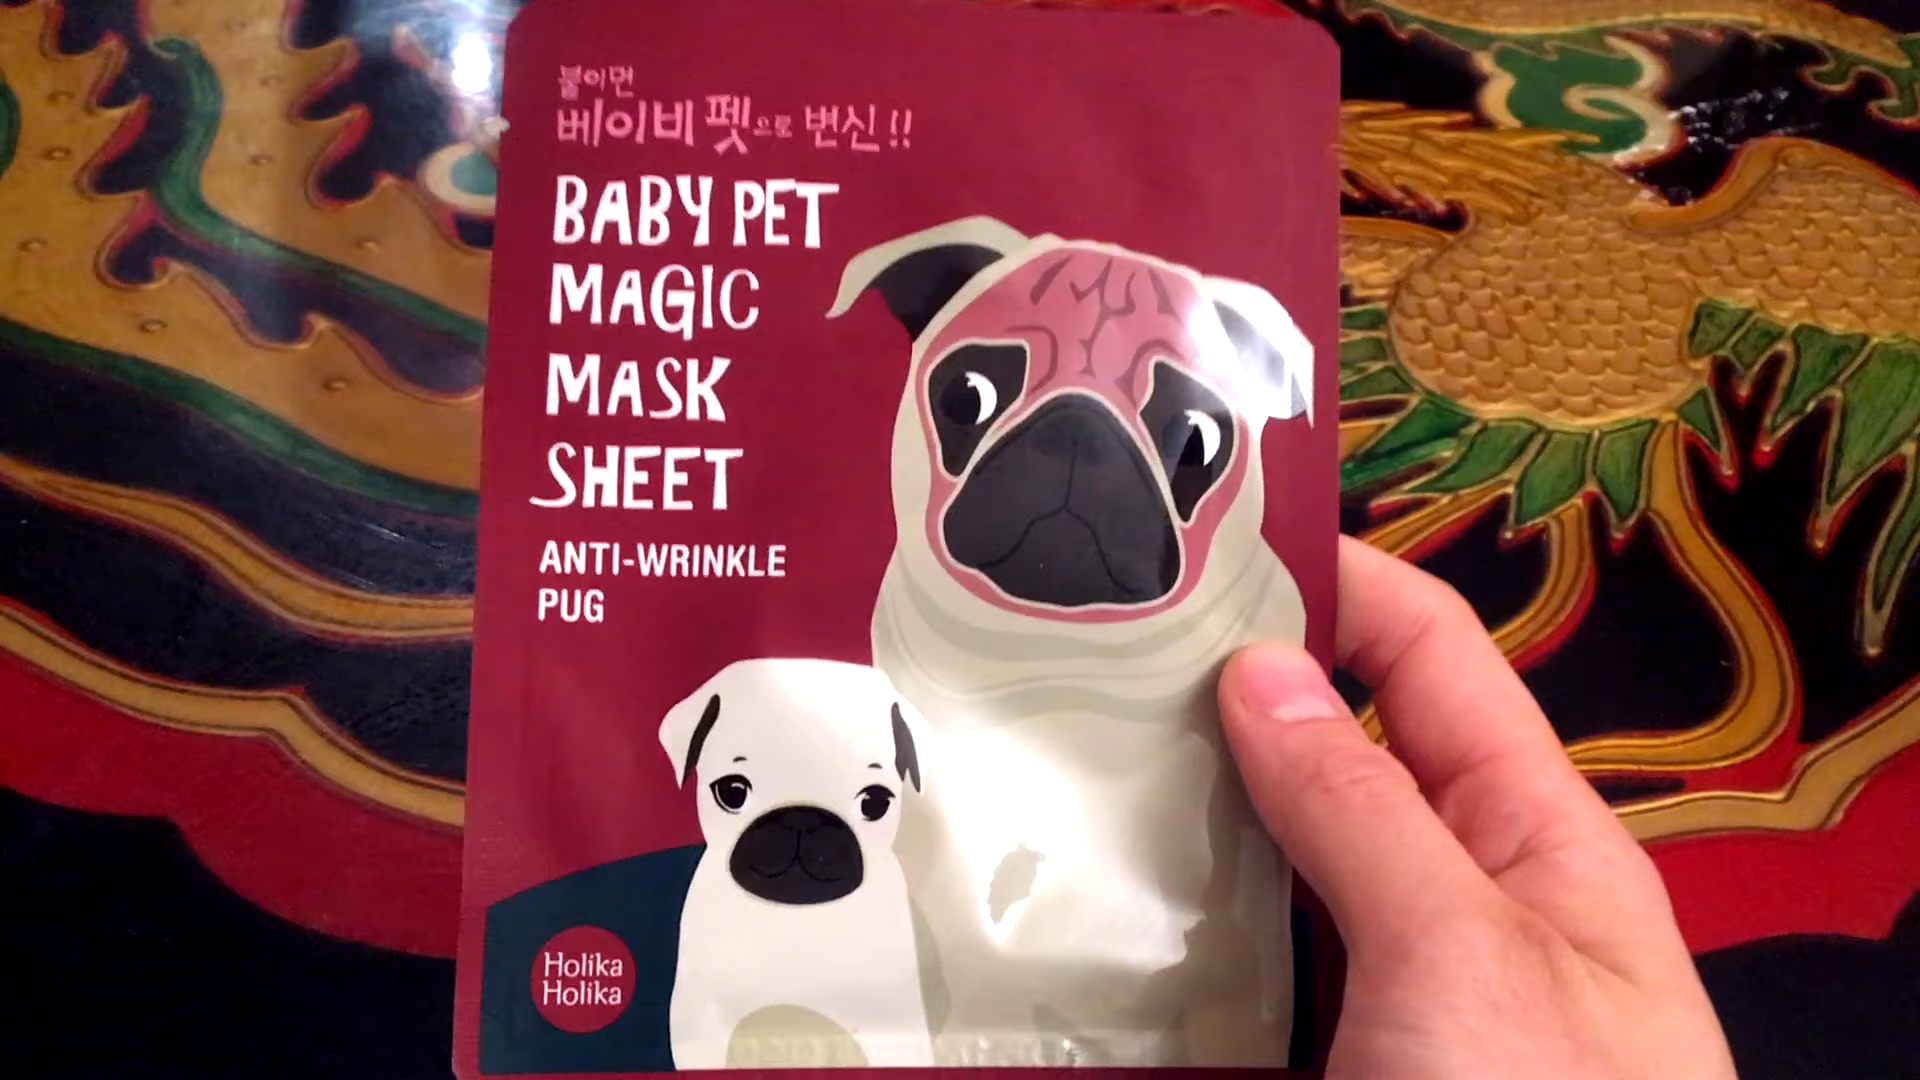 붙이면
베이비 펫으로 변신!!
BABY PET
MAGIC
MASK
SHEET
ANTI-WRINKLE
PUG
Holika
Holika